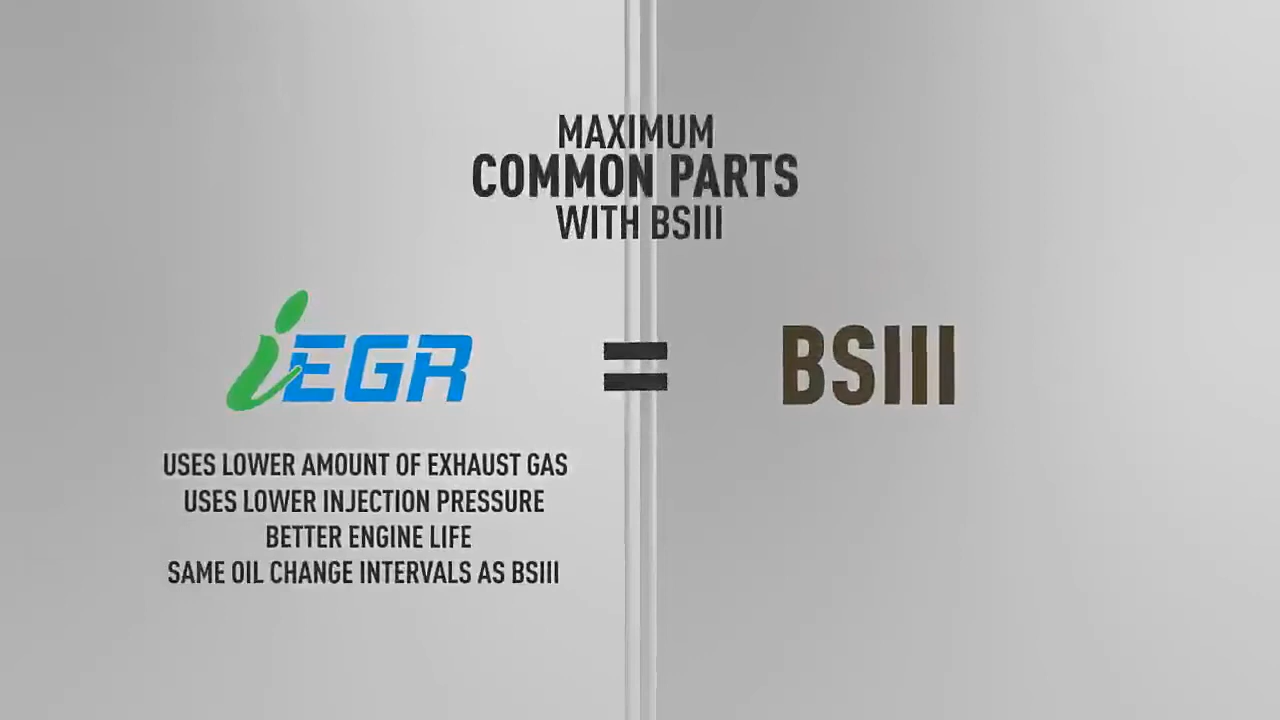 MAXIMUM
COMMON PARTS
WITH BSIII
iEGR
=
BSIII
USES LOWER AMOUNT OF EXHAUST GAS
USES LOWER INJECTION PRESSURE
BETTER ENGINE LIFE
SAME OIL CHANGE INTERVALS AS BSIII